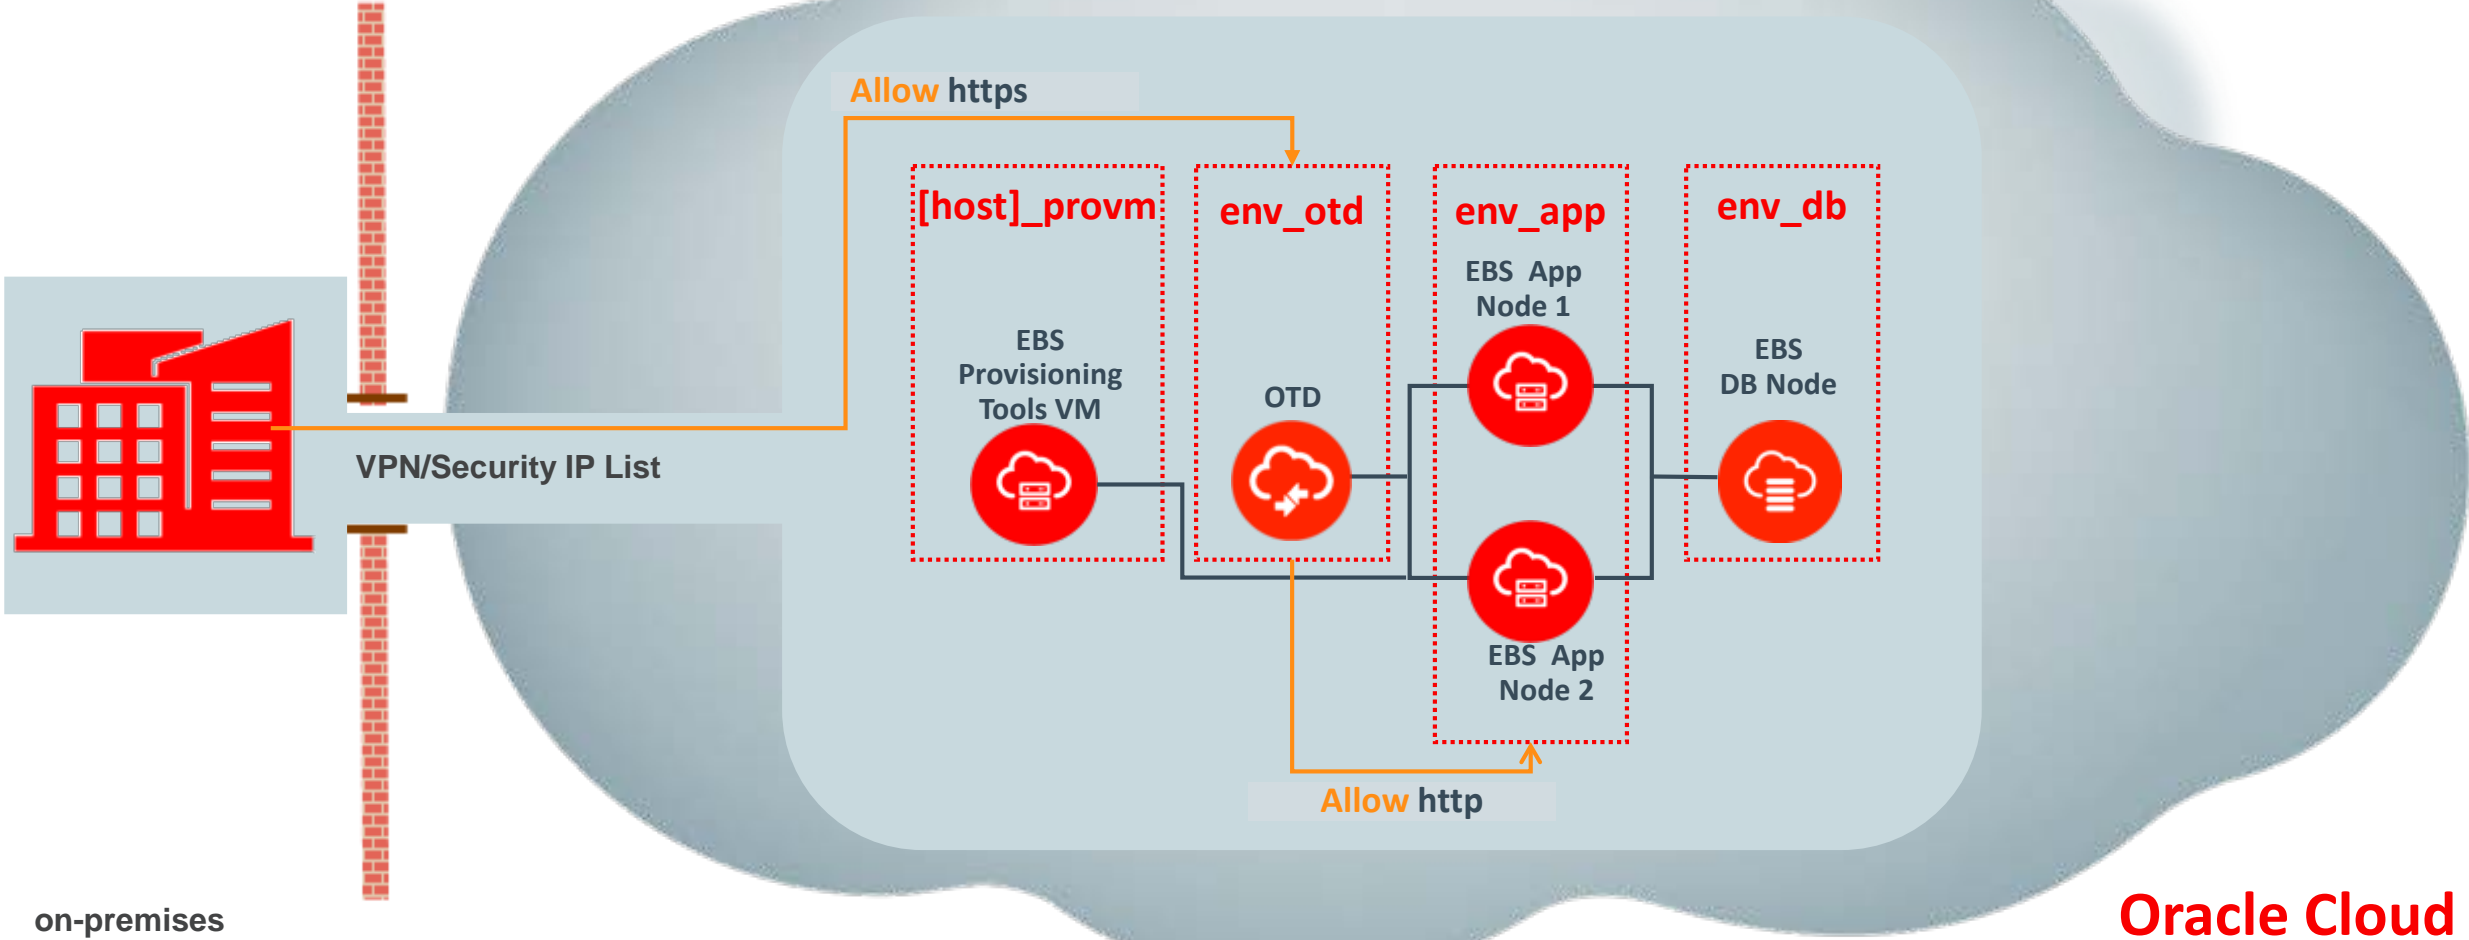 Allow https
[host]_provm
env_otd
env_app
env_db
EBS App
Node 1
EBS
Provisioning
Tools VM
OTD
EBS
DB Node
VPN/Security IP List
EBS App
Node 2
Allow http
on-premises
Oracle Cloud